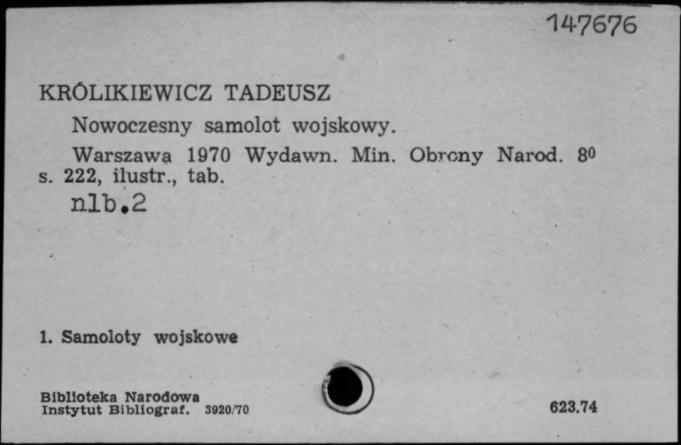 147676
KRÓLIKIEWICZ TADEUSZ
Nowoczesny samolot wojskowy.
Warszawa 1970 Wydawn. Min. Obrony Narod. 8⁰
s. 222, ilustr., tab.
nlb.2
1. Samoloty wojskowe
Biblioteka Narodowa
Instytut Bibliograf. 3920/70
623.74